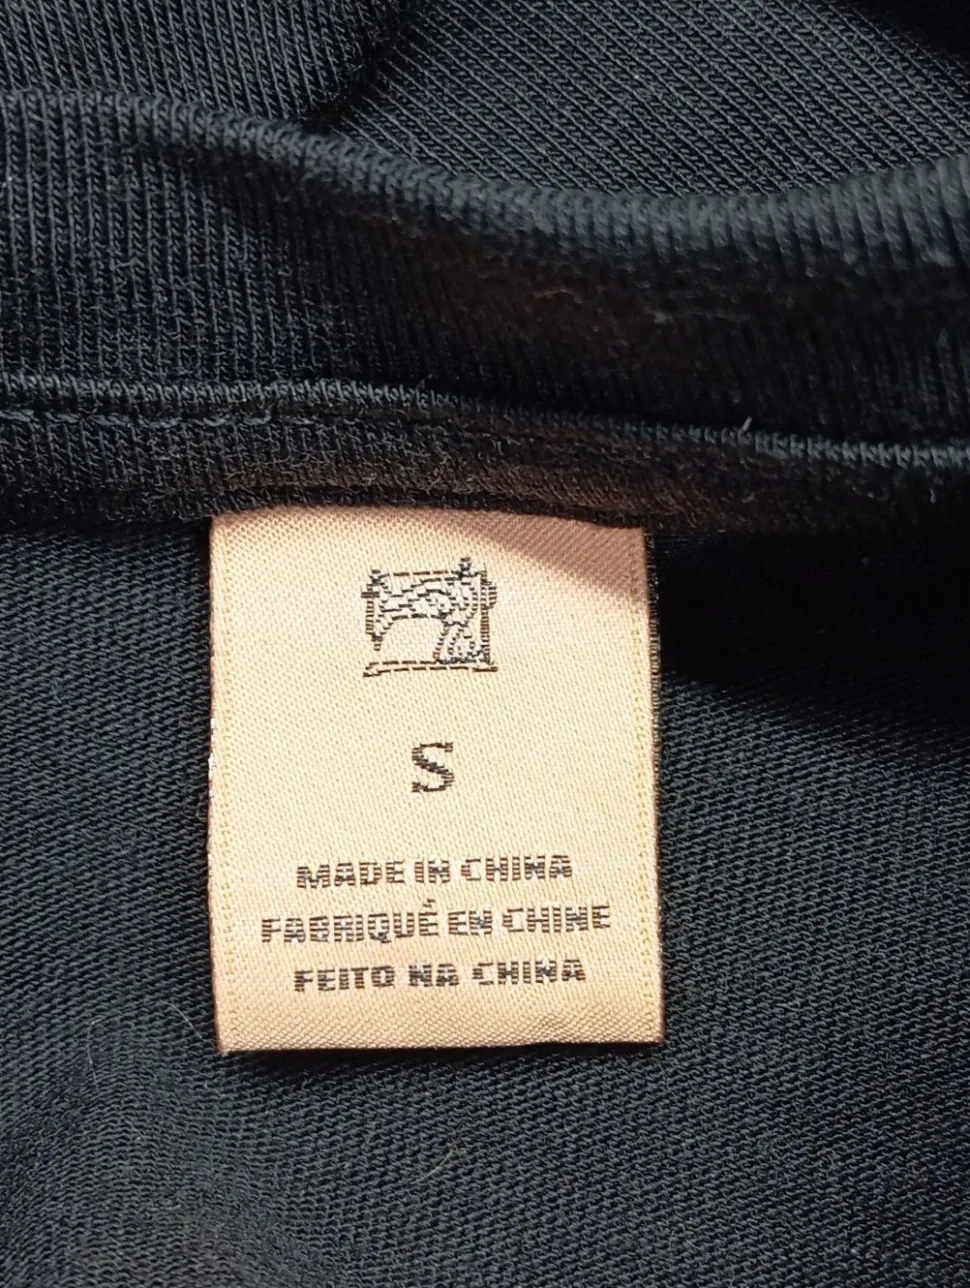 S
MADE IN CHINA
FABRIQUÉ EN CHINE
FEITO NA CHINA